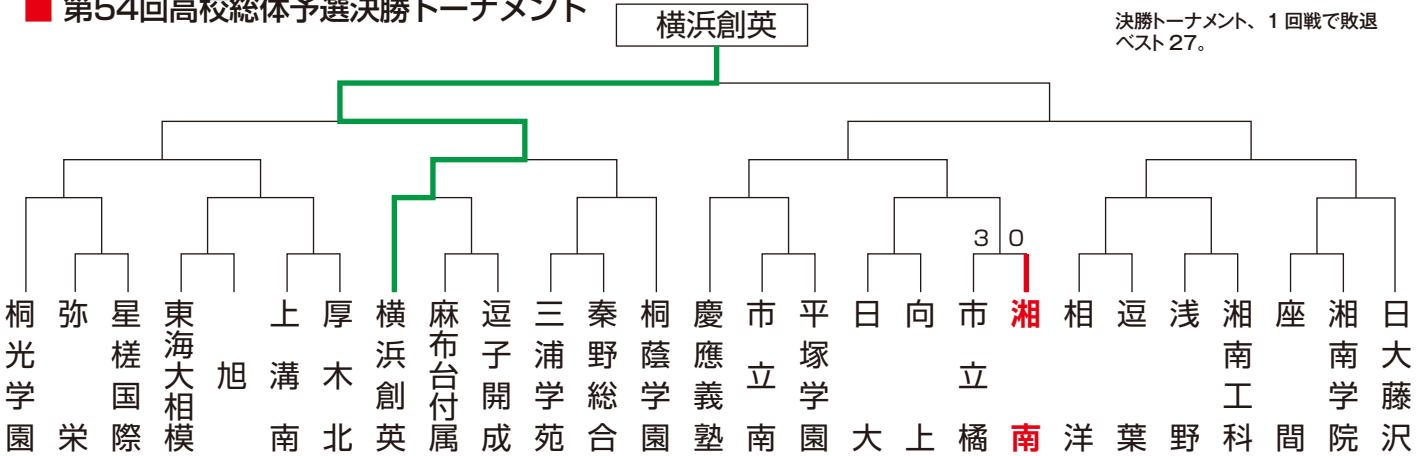 ■ 第54回高校総体予選決勝トーナメント
横浜創英
決勝トーナメント、1回戦で敗退
ベスト27。
3 0
桐光学園
弥栄
星槎国際
東海大相模
旭
上溝南
厚木北
横浜創英
麻布台付属
逗子開成
三浦学苑
秦野総合
桐蔭学園
慶應義塾
市立南
平塚学園
日大
向上
市立橘
湘南
相洋
逗葉
浅野
湘南工科
座間
湘南学院
日大藤沢